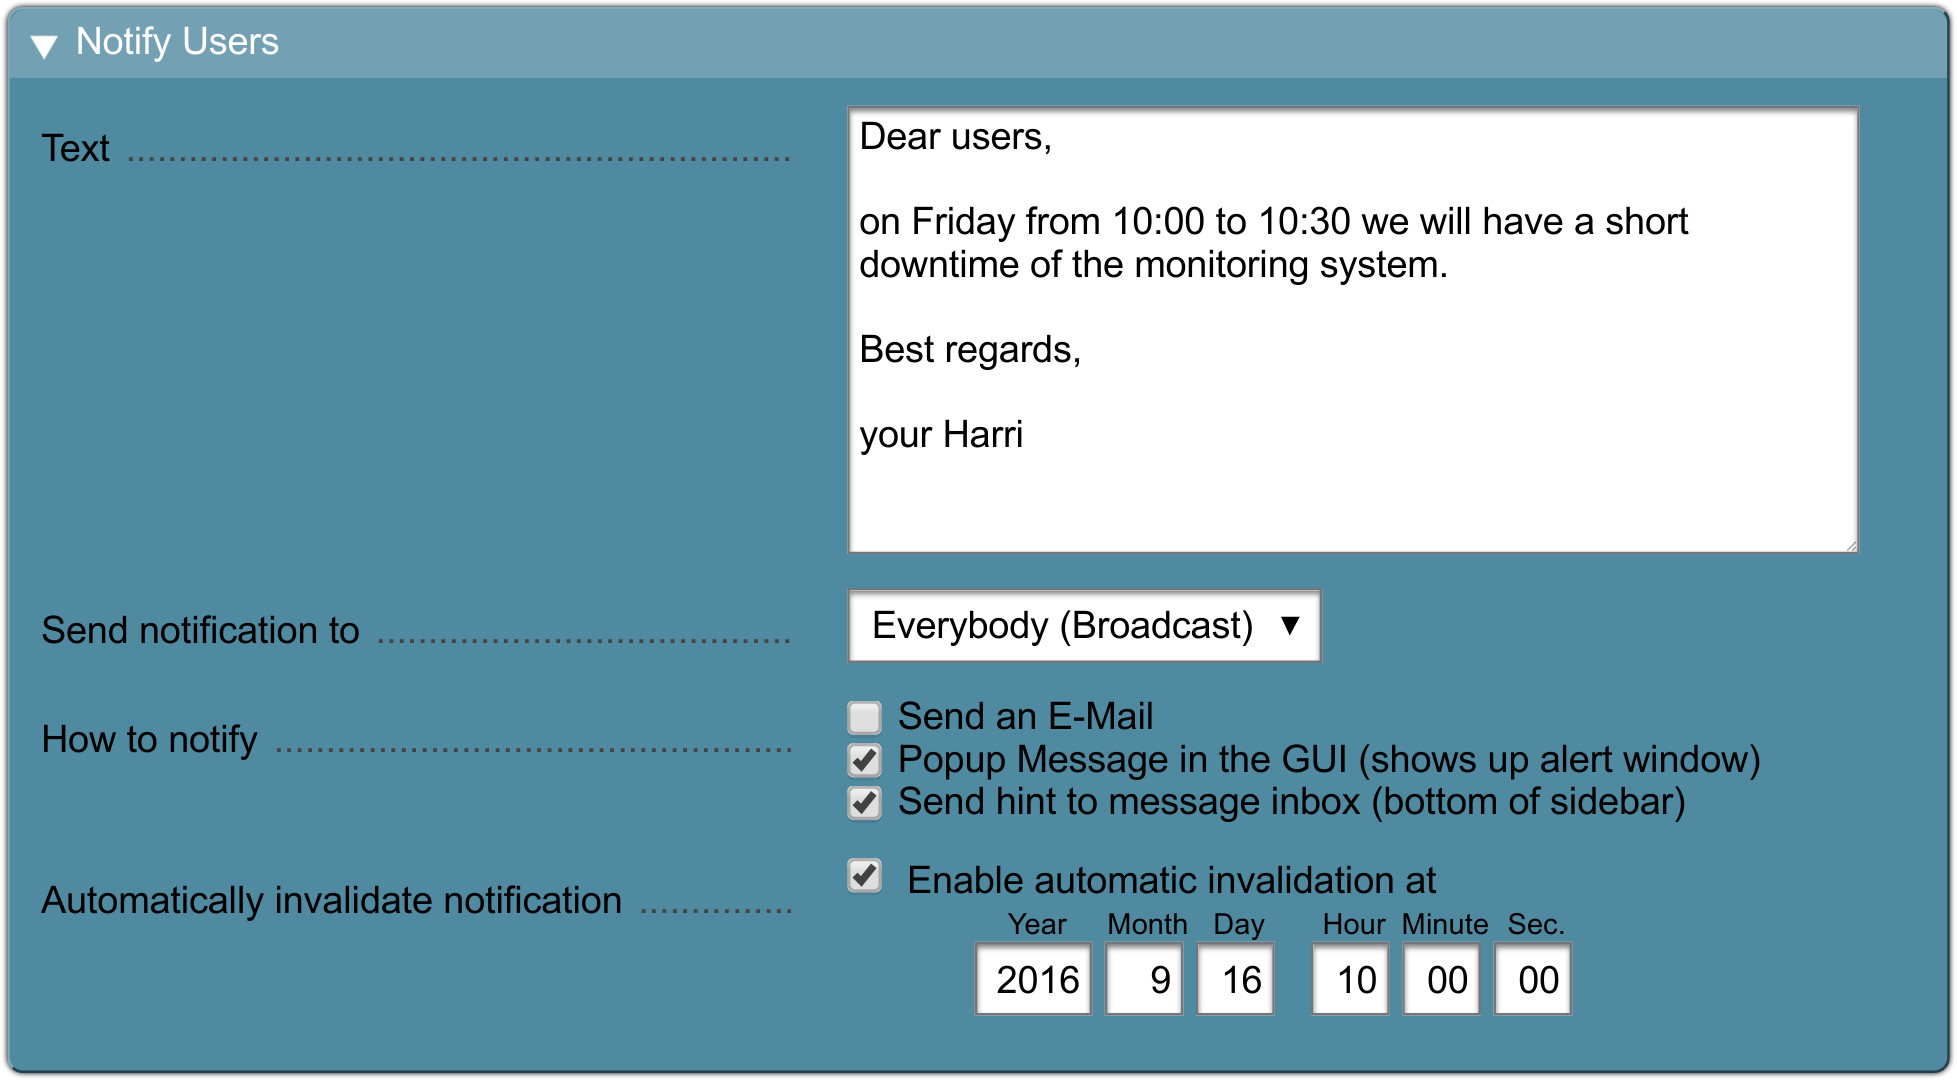 Notify Users
Text
Dear users,
on Friday from 10:00 to 10:30 we will have a short
downtime of the monitoring system.
Best regards,
your Harri
Send notification to
Everybody (Broadcast)
How to notify
Send an E-Mail
Popup Message in the GUI (shows up alert window)
Send hint to message inbox (bottom of sidebar)
Automatically invalidate notification
Enable automatic invalidation at
Year Month Day Hour Minute Sec.
2016 9 16 10 00 00